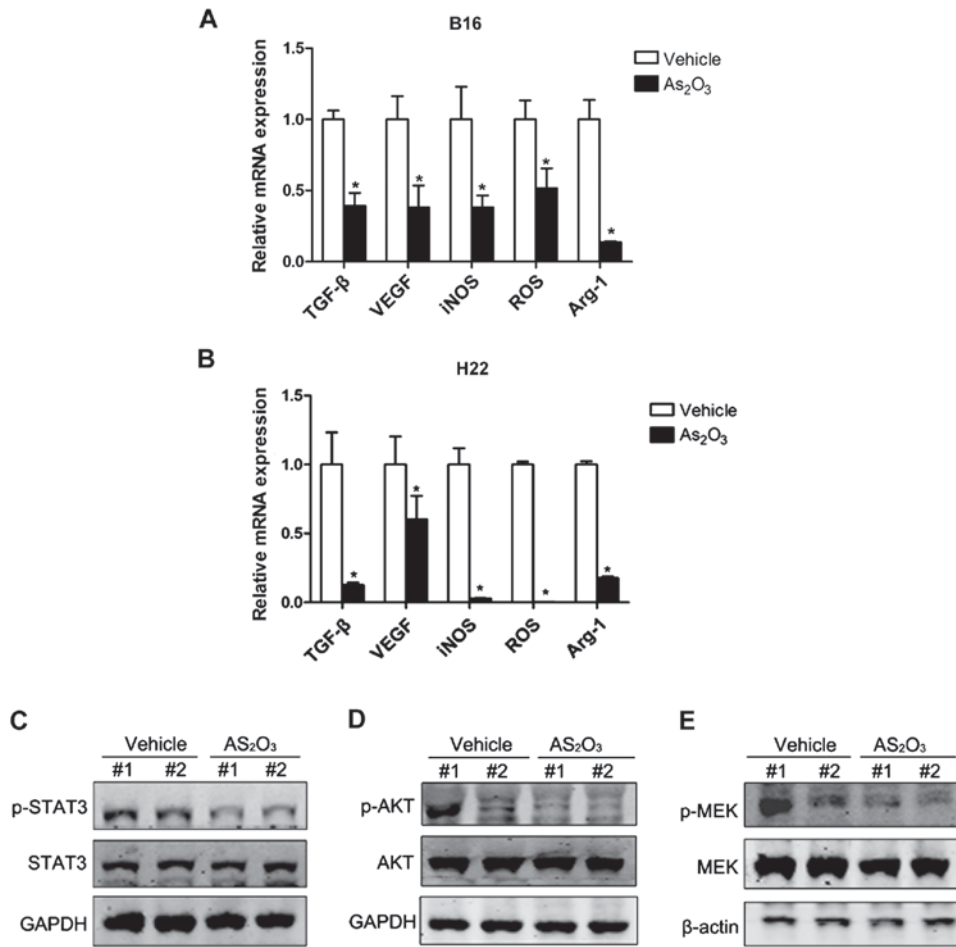 A
B16
Relative mRNA expression
1.5
1.0
0.5
0.0
Vehicle
As₂O₃
* * * * *
TGF-β VEGF iNOS ROS Arg-1
B
H22
Relative mRNA expression
1.5
1.0
0.5
0.0
Vehicle
As₂O₃
* * * * *
TGF-β VEGF iNOS ROS Arg-1
C
Vehicle AS₂O₃
#1 #2 #1 #2
p-STAT3
STAT3
GAPDH
D
Vehicle AS₂O₃
#1 #2 #1 #2
p-AKT
AKT
GAPDH
E
Vehicle AS₂O₃
#1 #2 #1 #2
p-MEK
MEK
β-actin